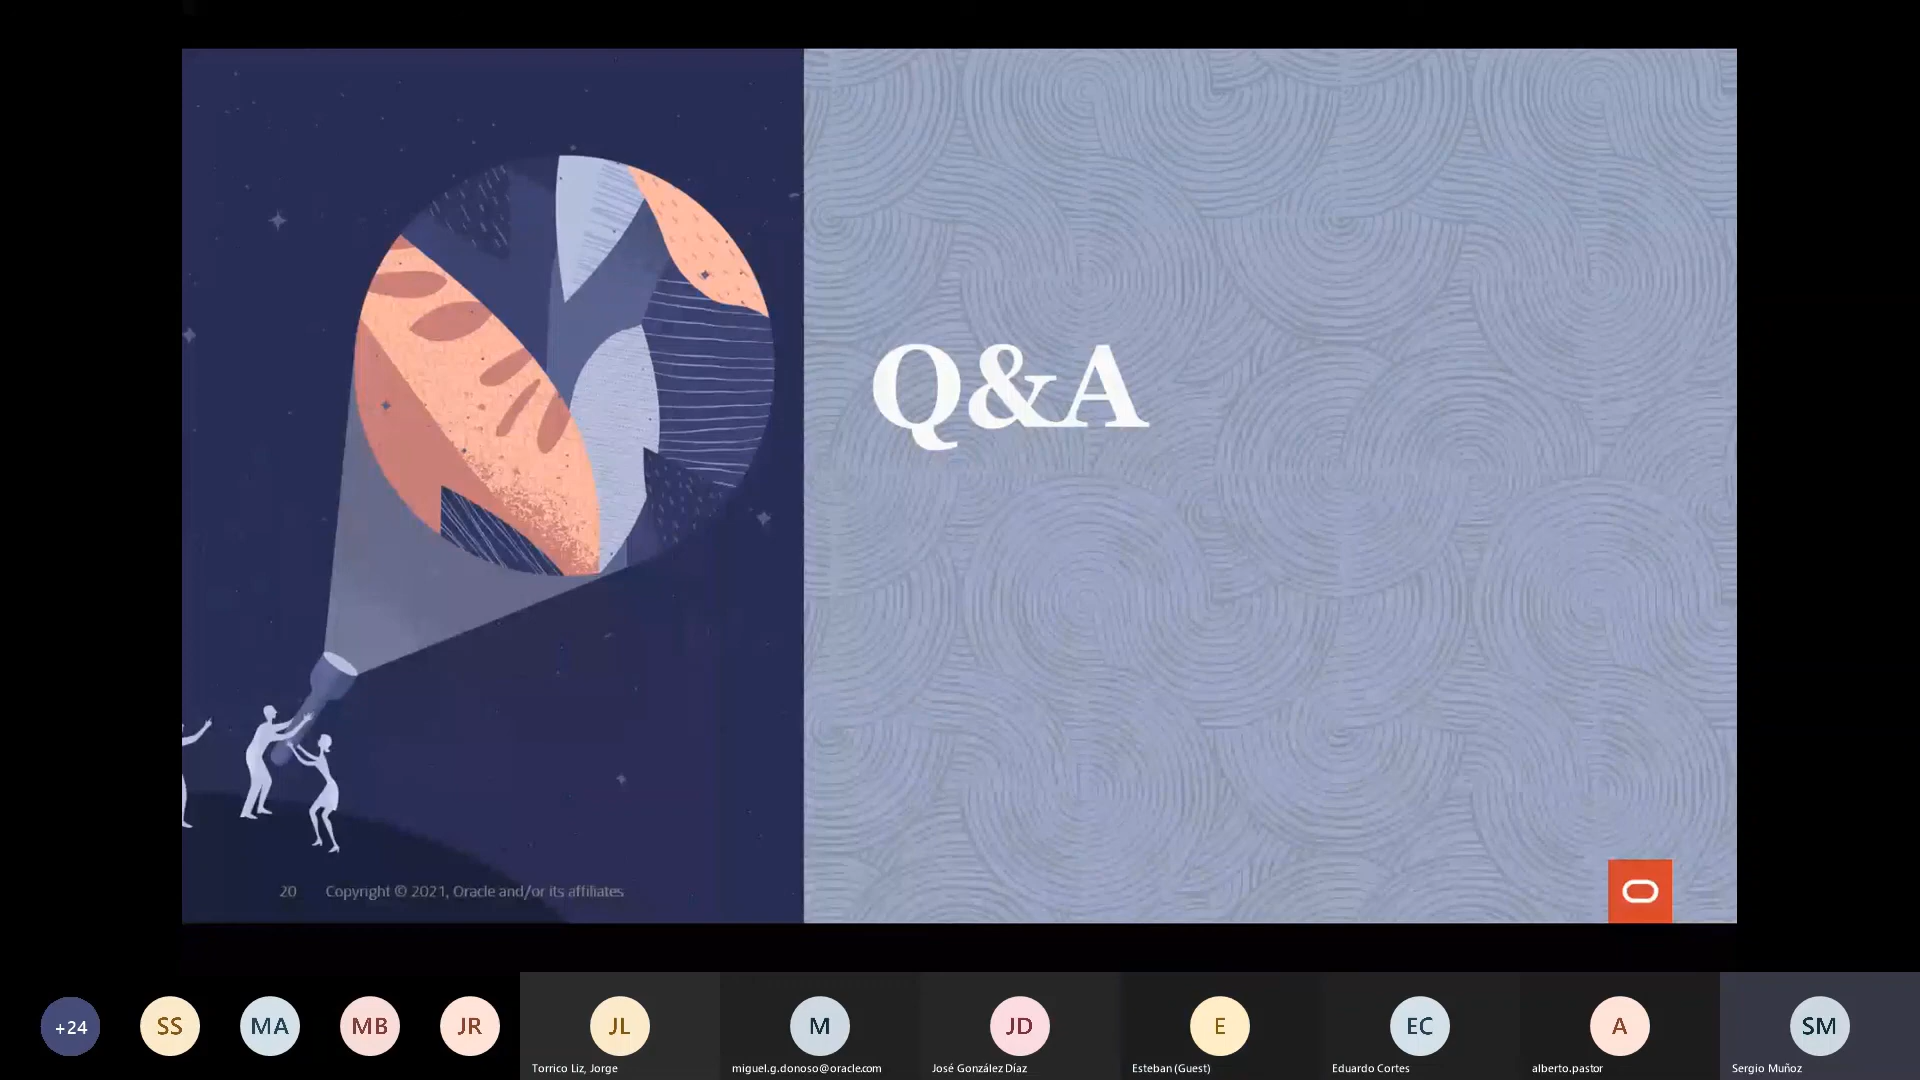 Q&A
20 Copyright © 2021, Oracle and/or its affiliates
+24
SS
MA
MB
JR
JL
Torrico Liz, Jorge
M
miguel.g.donoso@oracle.com
JD
José González Díaz
E
Esteban (Guest)
EC
Eduardo Cortes
A
alberto.pastor
SM
Sergio Muñoz